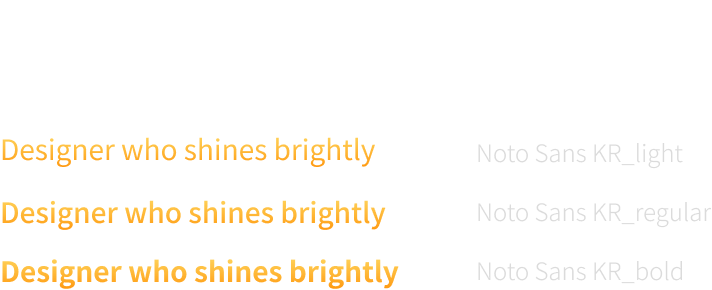 Designer who shines brightly Noto Sans KR_light
Designer who shines brightly Noto Sans KR_regular
Designer who shines brightly Noto Sans KR_bold